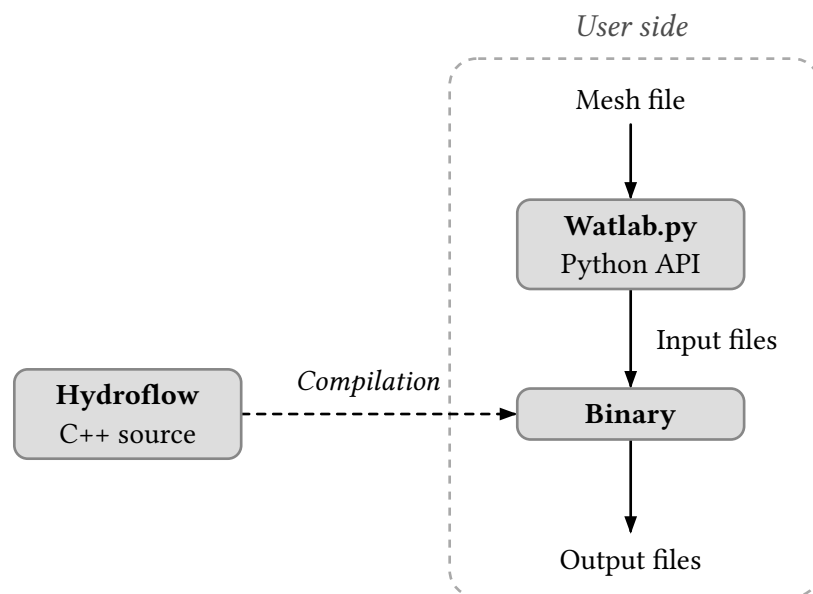 User side
Mesh file
Watlab.py
Python API
Input files
Compilation
Hydroflow
C++ source
Binary
Output files